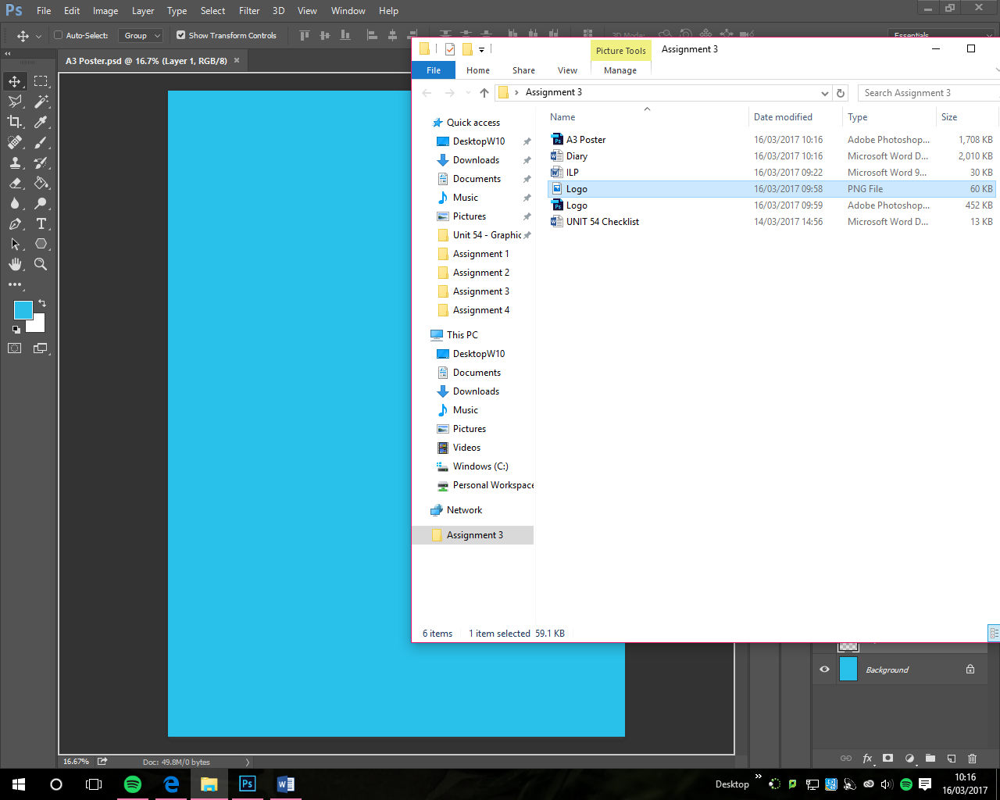 Ps File Edit Image Layer Type Select Filter 3D View Window Help
Auto-Select: Group Show Transform Controls Essentials
A3 Poster.psd @ 16.7% (Layer 1, RGB/8) ×
Picture Tools Assignment 3
File Home Share View Manage
Assignment 3 Search Assignment 3
Name Date modified Type Size
Quick access
DesktopW10
Downloads
Documents
Music
Pictures
Unit 54 - Graphic
Assignment 1
Assignment 2
Assignment 3
Assignment 4
This PC
DesktopW10
Documents
Downloads
Music
Pictures
Videos
Windows (C:)
Personal Workspace
Network
Assignment 3
A3 Poster 16/03/2017 10:16 Adobe Photoshop... 1,708 KB
Diary 16/03/2017 10:16 Microsoft Word D... 2,010 KB
ILP 16/03/2017 09:22 Microsoft Word 9... 30 KB
Logo 16/03/2017 09:58 PNG File 60 KB
Logo 16/03/2017 09:59 Adobe Photoshop... 452 KB
UNIT 54 Checklist 14/03/2017 14:56 Microsoft Word D... 13 KB
6 items 1 item selected 59.1 KB
Background
fx
16.67% Doc: 49.8M/0 bytes
Desktop
10:16
16/03/2017